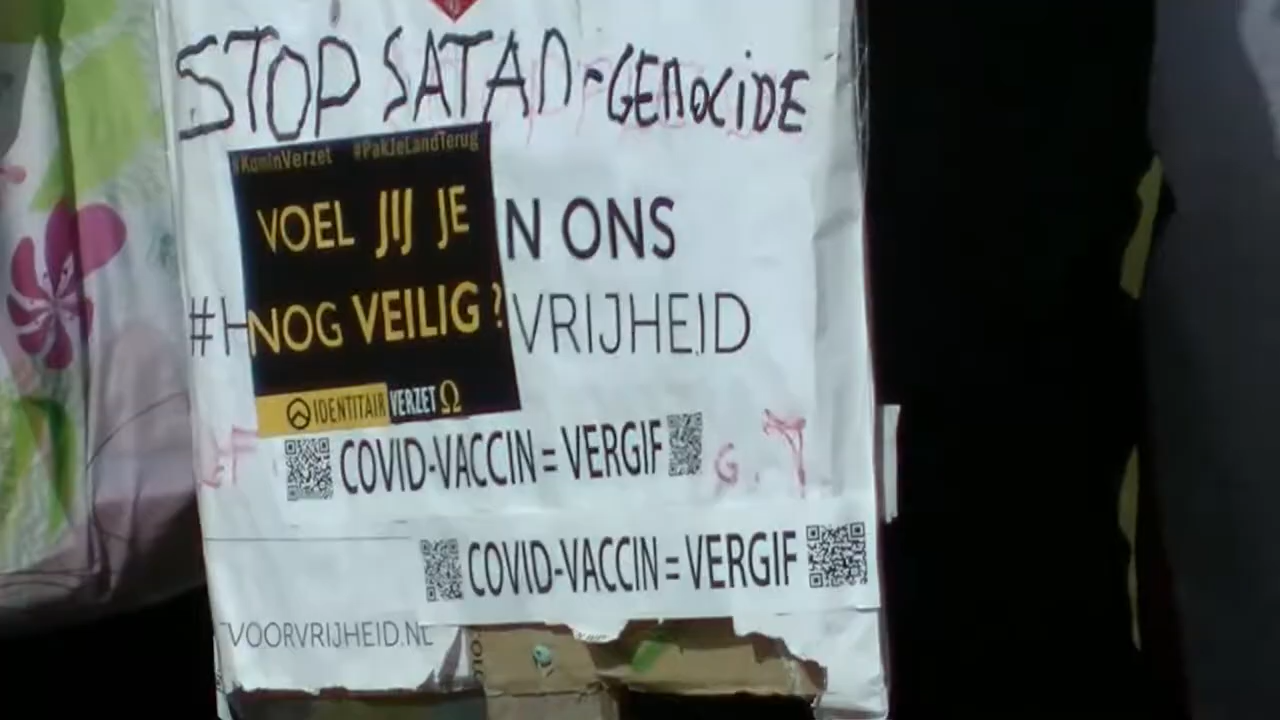 STOP SATAN-GENOCIDE
#KomInVerzet #PakJeLandTerug
VOEL JIJ JE
NOG VEILIG?
IDENTITAIR VERZET Ω
N ONS
#H VRIJHEID
COVID-VACCIN = VERGIF
G. T
COVID-VACCIN = VERGIF
VOORVRIJHEID.NL